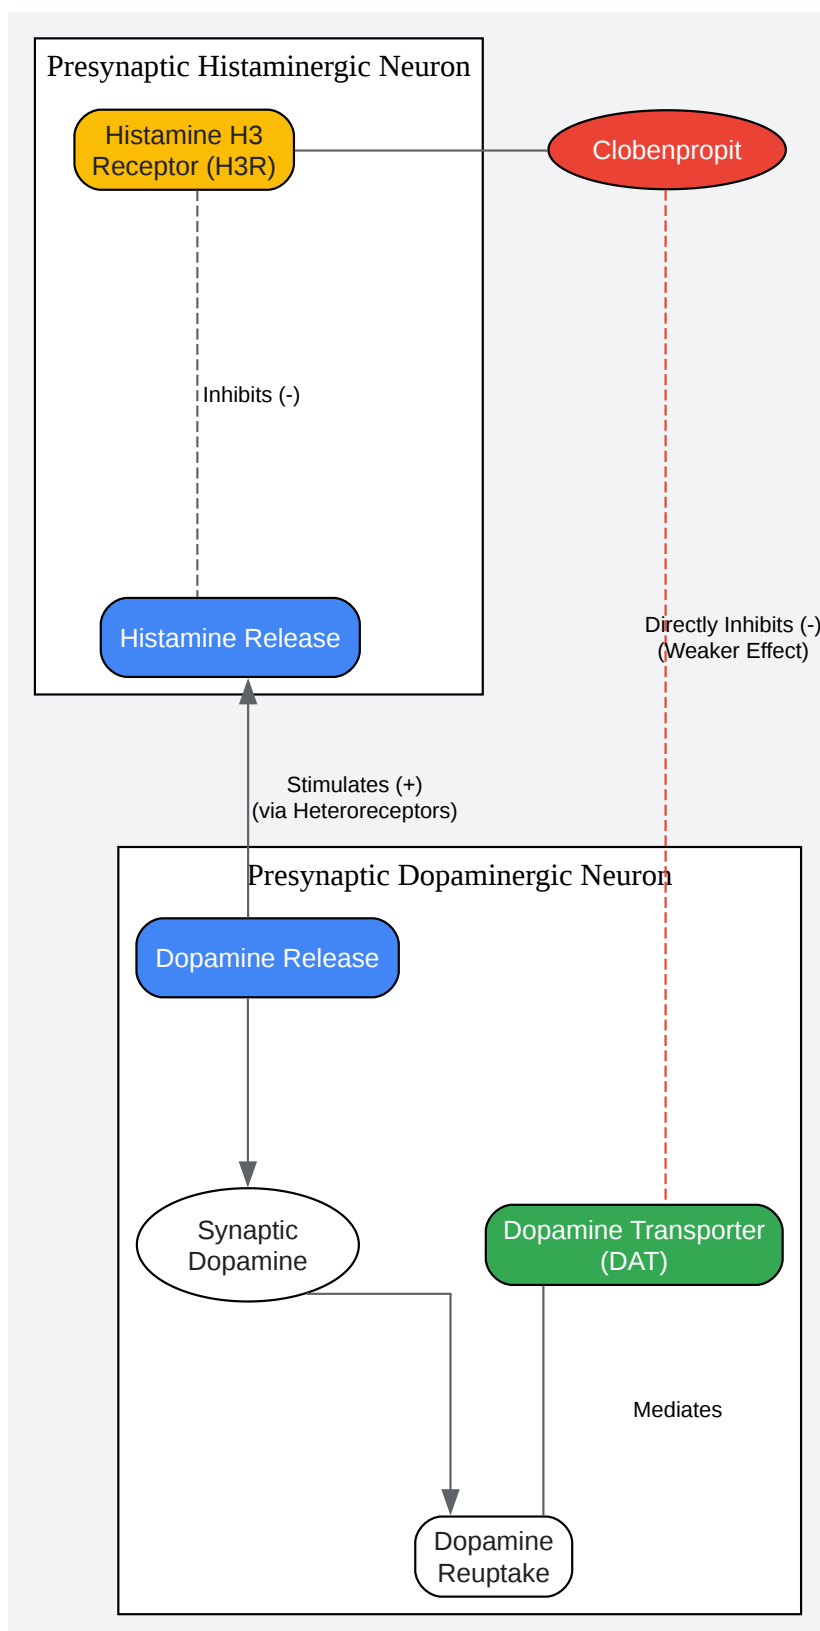 Presynaptic Histaminergic Neuron
Histamine H3
Receptor (H3R)
Clobenpropit
Inhibits (-)
Histamine Release
Directly Inhibits (-)
(Weaker Effect)
Stimulates (+)
(via Heteroreceptors)
Presynaptic Dopaminergic Neuron
Dopamine Release
Synaptic
Dopamine
Dopamine Transporter
(DAT)
Mediates
Dopamine
Reuptake